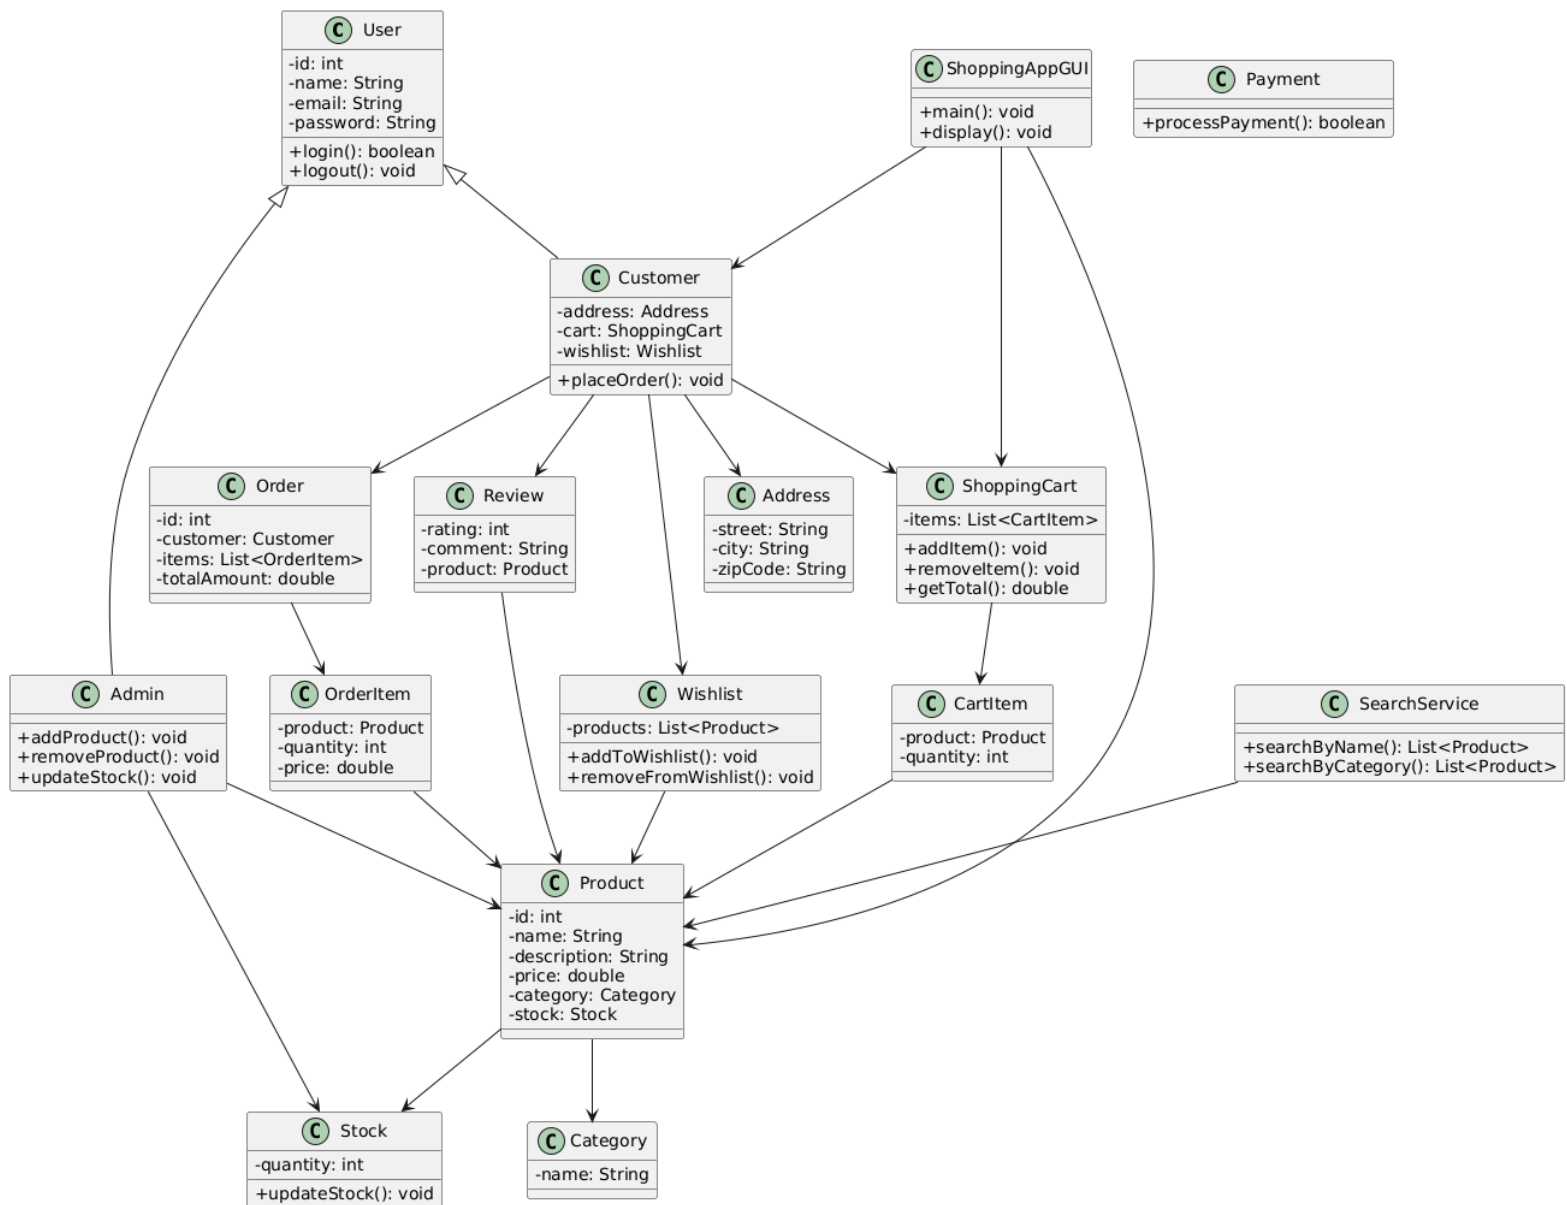 User
-id: int
-name: String
-email: String
-password: String
+login(): boolean
+logout(): void
ShoppingAppGUI
+main(): void
+display(): void
Payment
+processPayment(): boolean
Customer
-address: Address
-cart: ShoppingCart
-wishlist: Wishlist
+placeOrder(): void
Order
-id: int
-customer: Customer
-items: List<OrderItem>
-totalAmount: double
Review
-rating: int
-comment: String
-product: Product
Address
-street: String
-city: String
-zipCode: String
ShoppingCart
-items: List<CartItem>
+addItem(): void
+removeItem(): void
+getTotal(): double
Admin
+addProduct(): void
+removeProduct(): void
+updateStock(): void
OrderItem
-product: Product
-quantity: int
-price: double
Wishlist
-products: List<Product>
+addToWishlist(): void
+removeFromWishlist(): void
CartItem
-product: Product
-quantity: int
SearchService
+searchByName(): List<Product>
+searchByCategory(): List<Product>
Product
-id: int
-name: String
-description: String
-price: double
-category: Category
-stock: Stock
Stock
-quantity: int
+updateStock(): void
Category
-name: String